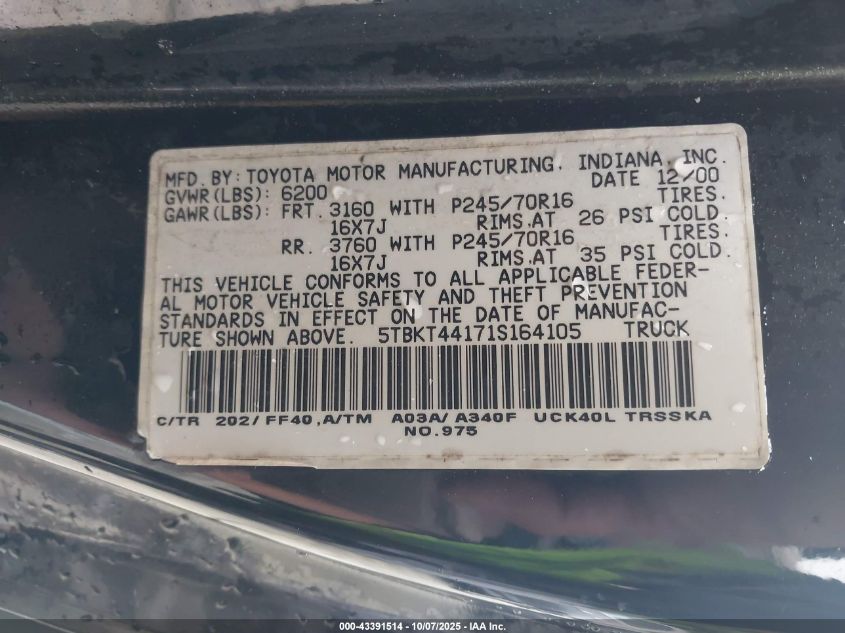 MFD. BY: TOYOTA MOTOR MANUFACTURING, INDIANA, INC.
GVWR(LBS): 6200 DATE 12/00
GAWR(LBS): FRT. 3160 WITH P245/70R16 TIRES.
16X7J RIMS.AT 26 PSI COLD.
RR. 3760 WITH P245/70R16 TIRES.
16X7J RIMS.AT 35 PSI COLD.
THIS VEHICLE CONFORMS TO ALL APPLICABLE FEDER-
AL MOTOR VEHICLE SAFETY AND THEFT PREVENTION
STANDARDS IN EFFECT ON THE DATE OF MANUFAC-
TURE SHOWN ABOVE. 5TBKT44171S164105 TRUCK
C/TR 202/FF40,A/TM A03A/A340F UCK40L TRSSKA
NO.975
000-43391514 - 10/07/2025 - IAA Inc.